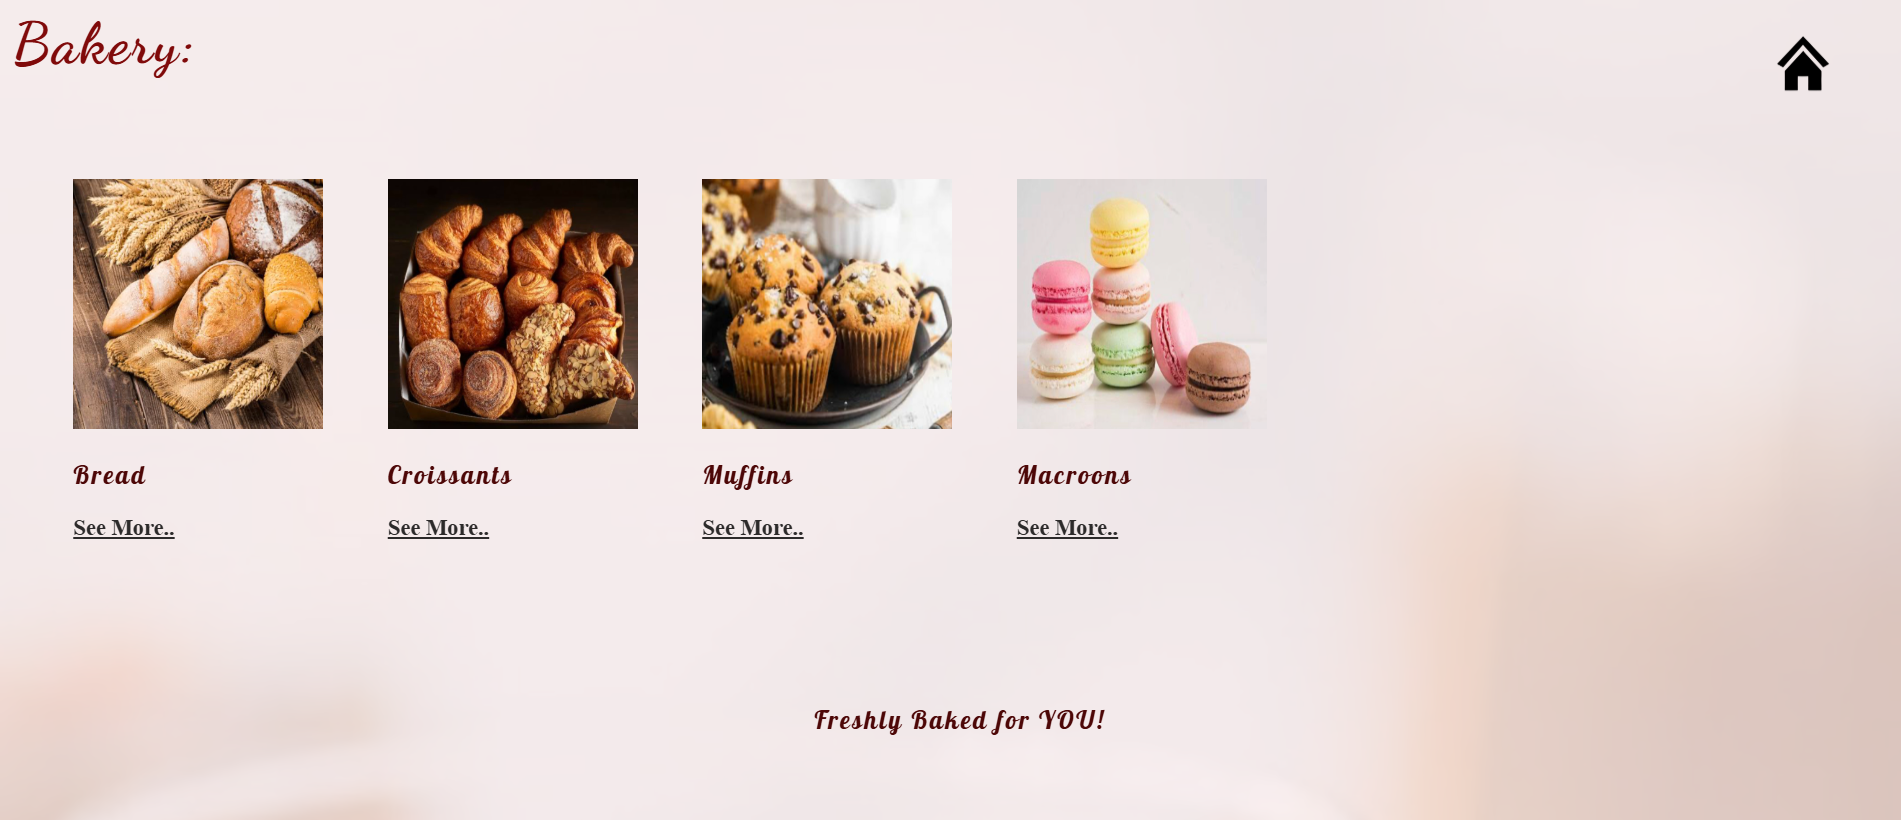 Bakery:
Bread
Croissants
Muffins
Macroons
See More..
See More..
See More..
See More..
Freshly Baked for YOU!